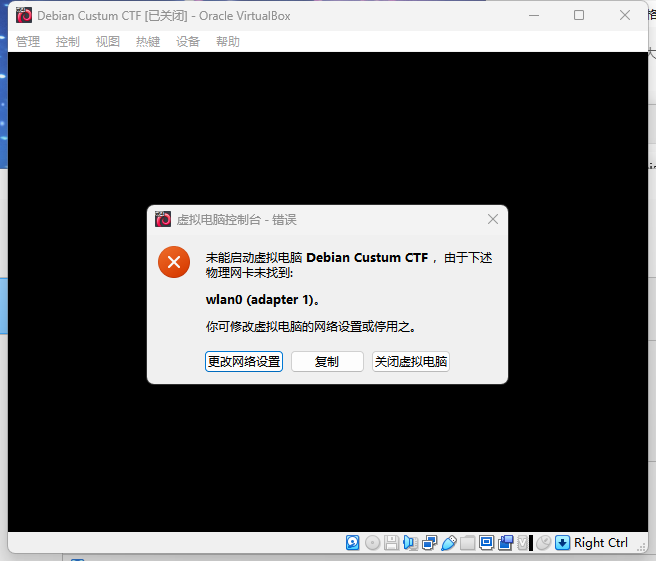 Debian Custum CTF [已关闭] - Oracle VirtualBox
管理 控制 视图 热键 设备 帮助
虚拟电脑控制台 - 错误
未能启动虚拟电脑 Debian Custum CTF ，由于下述
物理网卡未找到:
wlan0 (adapter 1)。
你可修改虚拟电脑的网络设置或停用之。
更改网络设置 复制 关闭虚拟电脑
Right Ctrl